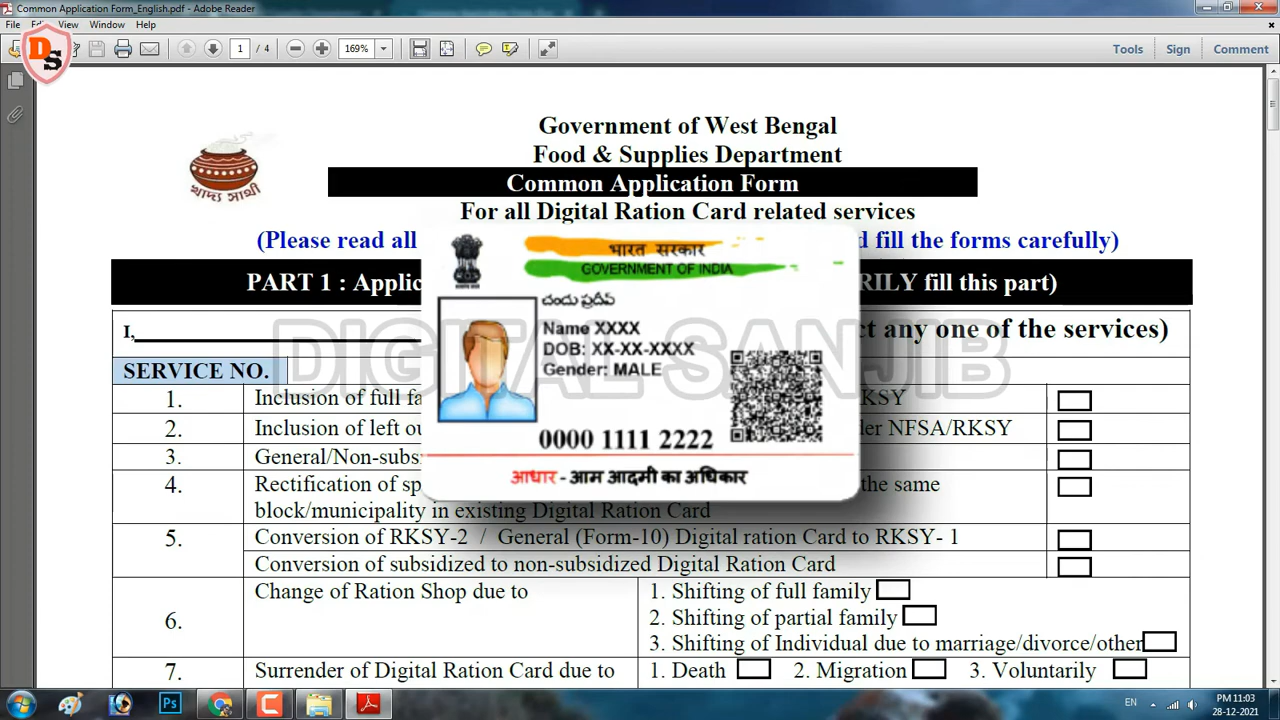 Common Application Form_English.pdf - Adobe Reader
File Edit View Window Help
1 / 4 169% Tools Sign Comment
DS
Government of West Bengal
Food & Supplies Department
খাদ্য সাথী
Common Application Form
For all Digital Ration Card related services
(Please read all d fill the forms carefully)
PART 1 : Applic RILY fill this part)
भारत सरकार
GOVERNMENT OF INDIA
చందు ప్రదీప్
Name XXXX
DOB: XX-XX-XXXX
Gender: MALE
0000 1111 2222
आधार - आम आदमी का अधिकार
DIGITAL SANJIB
I, ct any one of the services)
SERVICE NO.
1. Inclusion of full fa KSY
2. Inclusion of left ou der NFSA/RKSY
3. General/Non-subs
4. Rectification of sp the same
block/municipality in existing Digital Ration Card
5. Conversion of RKSY-2 / General (Form-10) Digital ration Card to RKSY- 1
Conversion of subsidized to non-subsidized Digital Ration Card
6. Change of Ration Shop due to 1. Shifting of full family
2. Shifting of partial family
3. Shifting of Individual due to marriage/divorce/other
7. Surrender of Digital Ration Card due to 1. Death 2. Migration 3. Voluntarily
Ps EN PM 11:03
28-12-2021